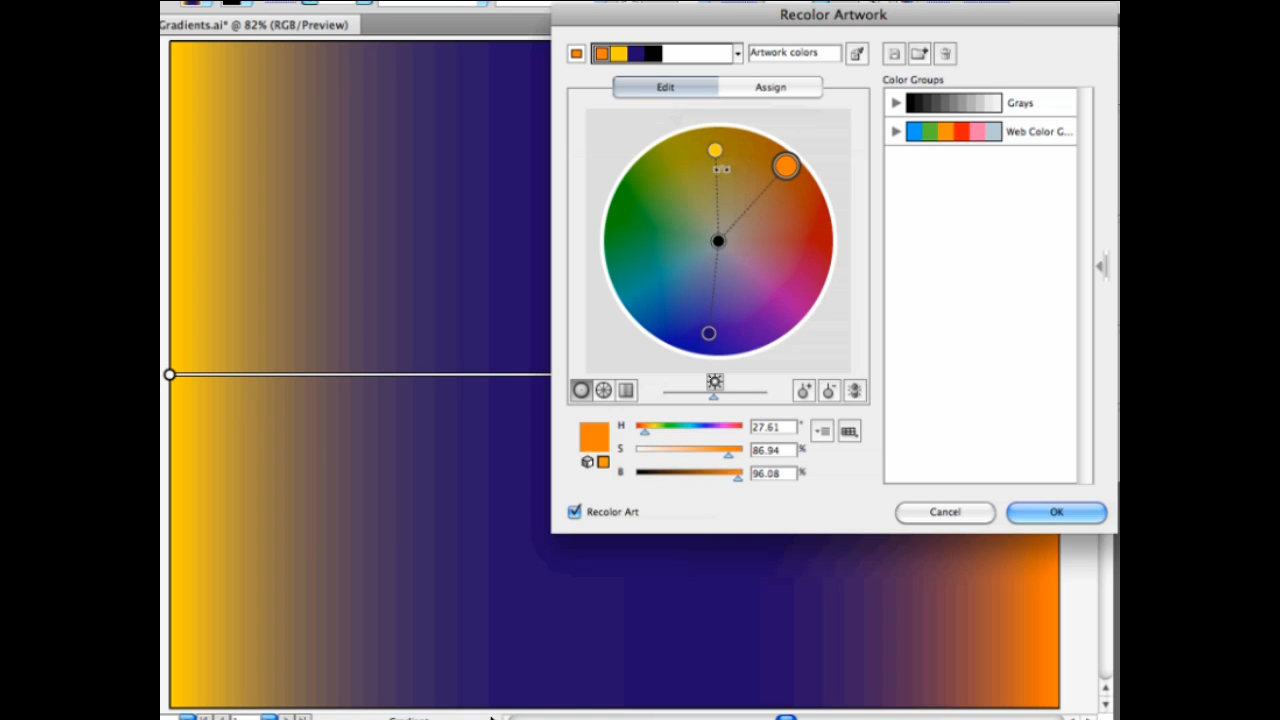 Recolor Artwork
Gradients.ai* @ 82% (RGB/Preview)
Artwork colors
Color Groups
Edit
Assign
Grays
Web Color G...
H 27.61 °
S 86.94 %
B 96.08 %
Recolor Art
Cancel
OK